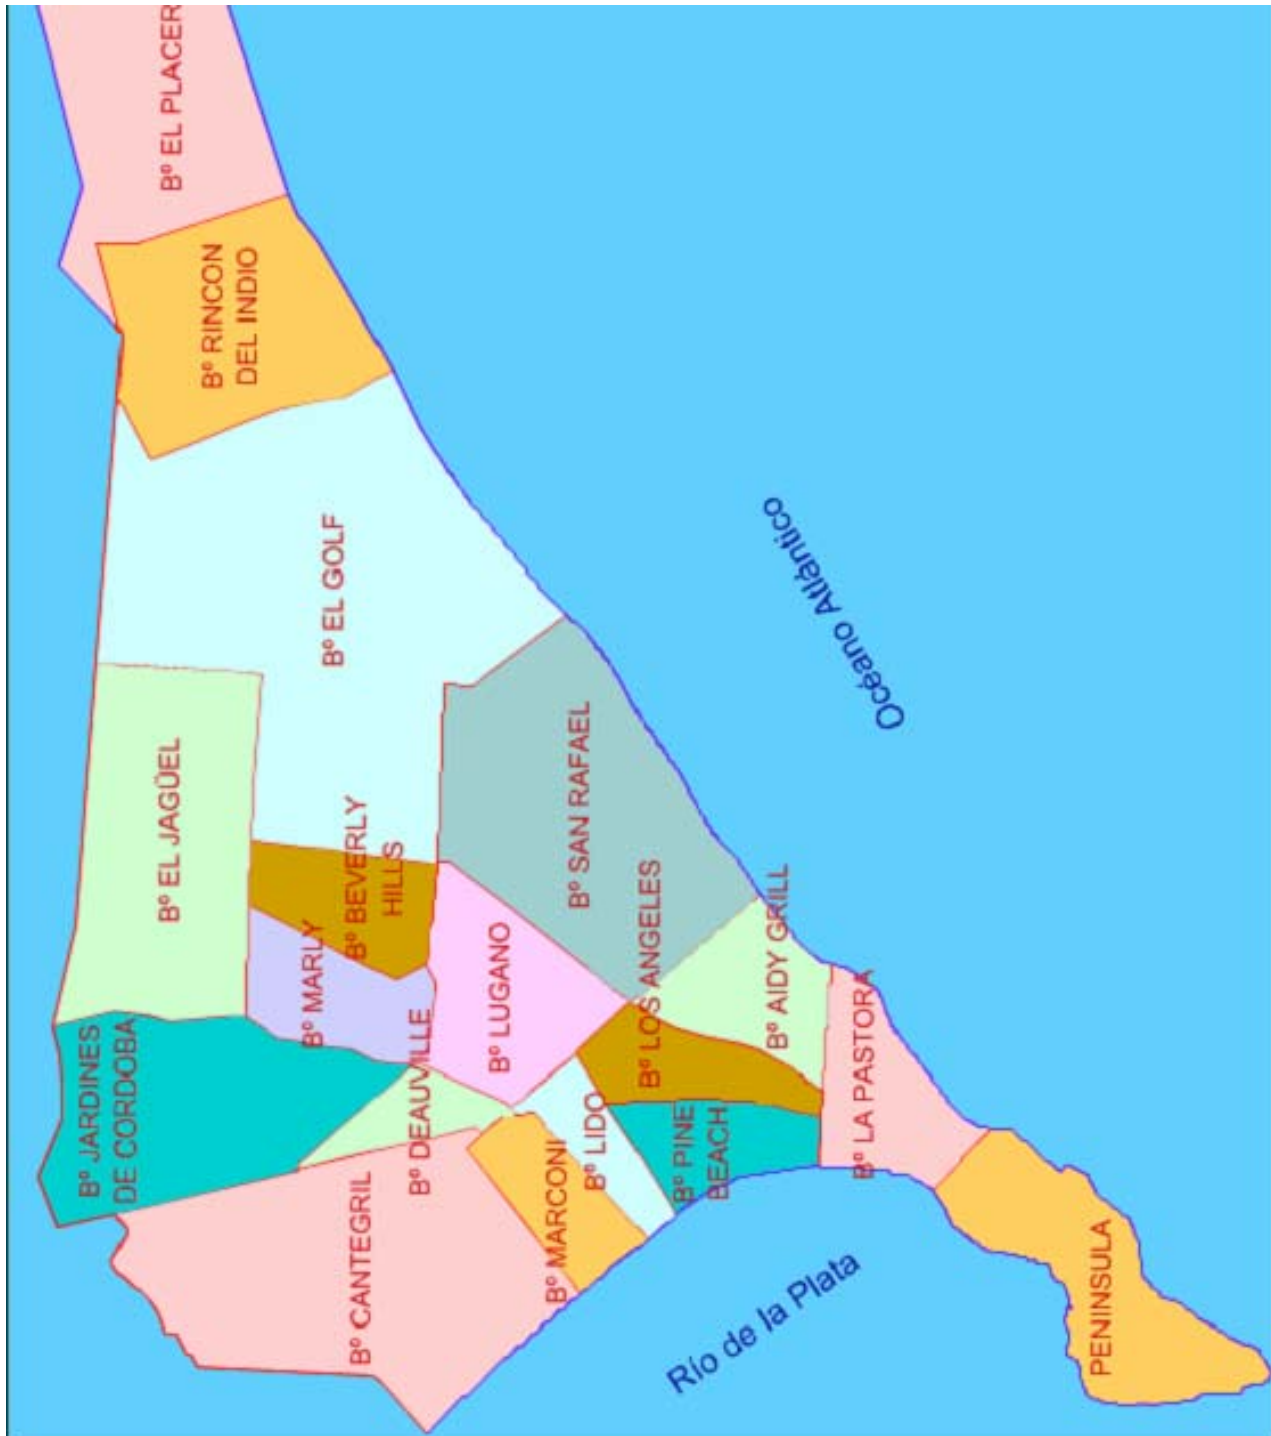 Bº EL PLACER
Bº RINCON
DEL INDIO
Bº EL GOLF
Bº EL JAGÜEL
Bº SAN RAFAEL
Bº BEVERLY
HILLS
Bº MARLY
Bº LUGANO
Bº LOS ANGELES
Bº AIDY GRILL
Bº JARDINES
DE CORDOBA
Bº DEAUVILLE
Bº LIDO
Bº PINE
BEACH
Bº LA PASTORA
Bº CANTEGRIL
Bº MARCONI
PENINSULA
Océano Atlàntico
Río de la Plata